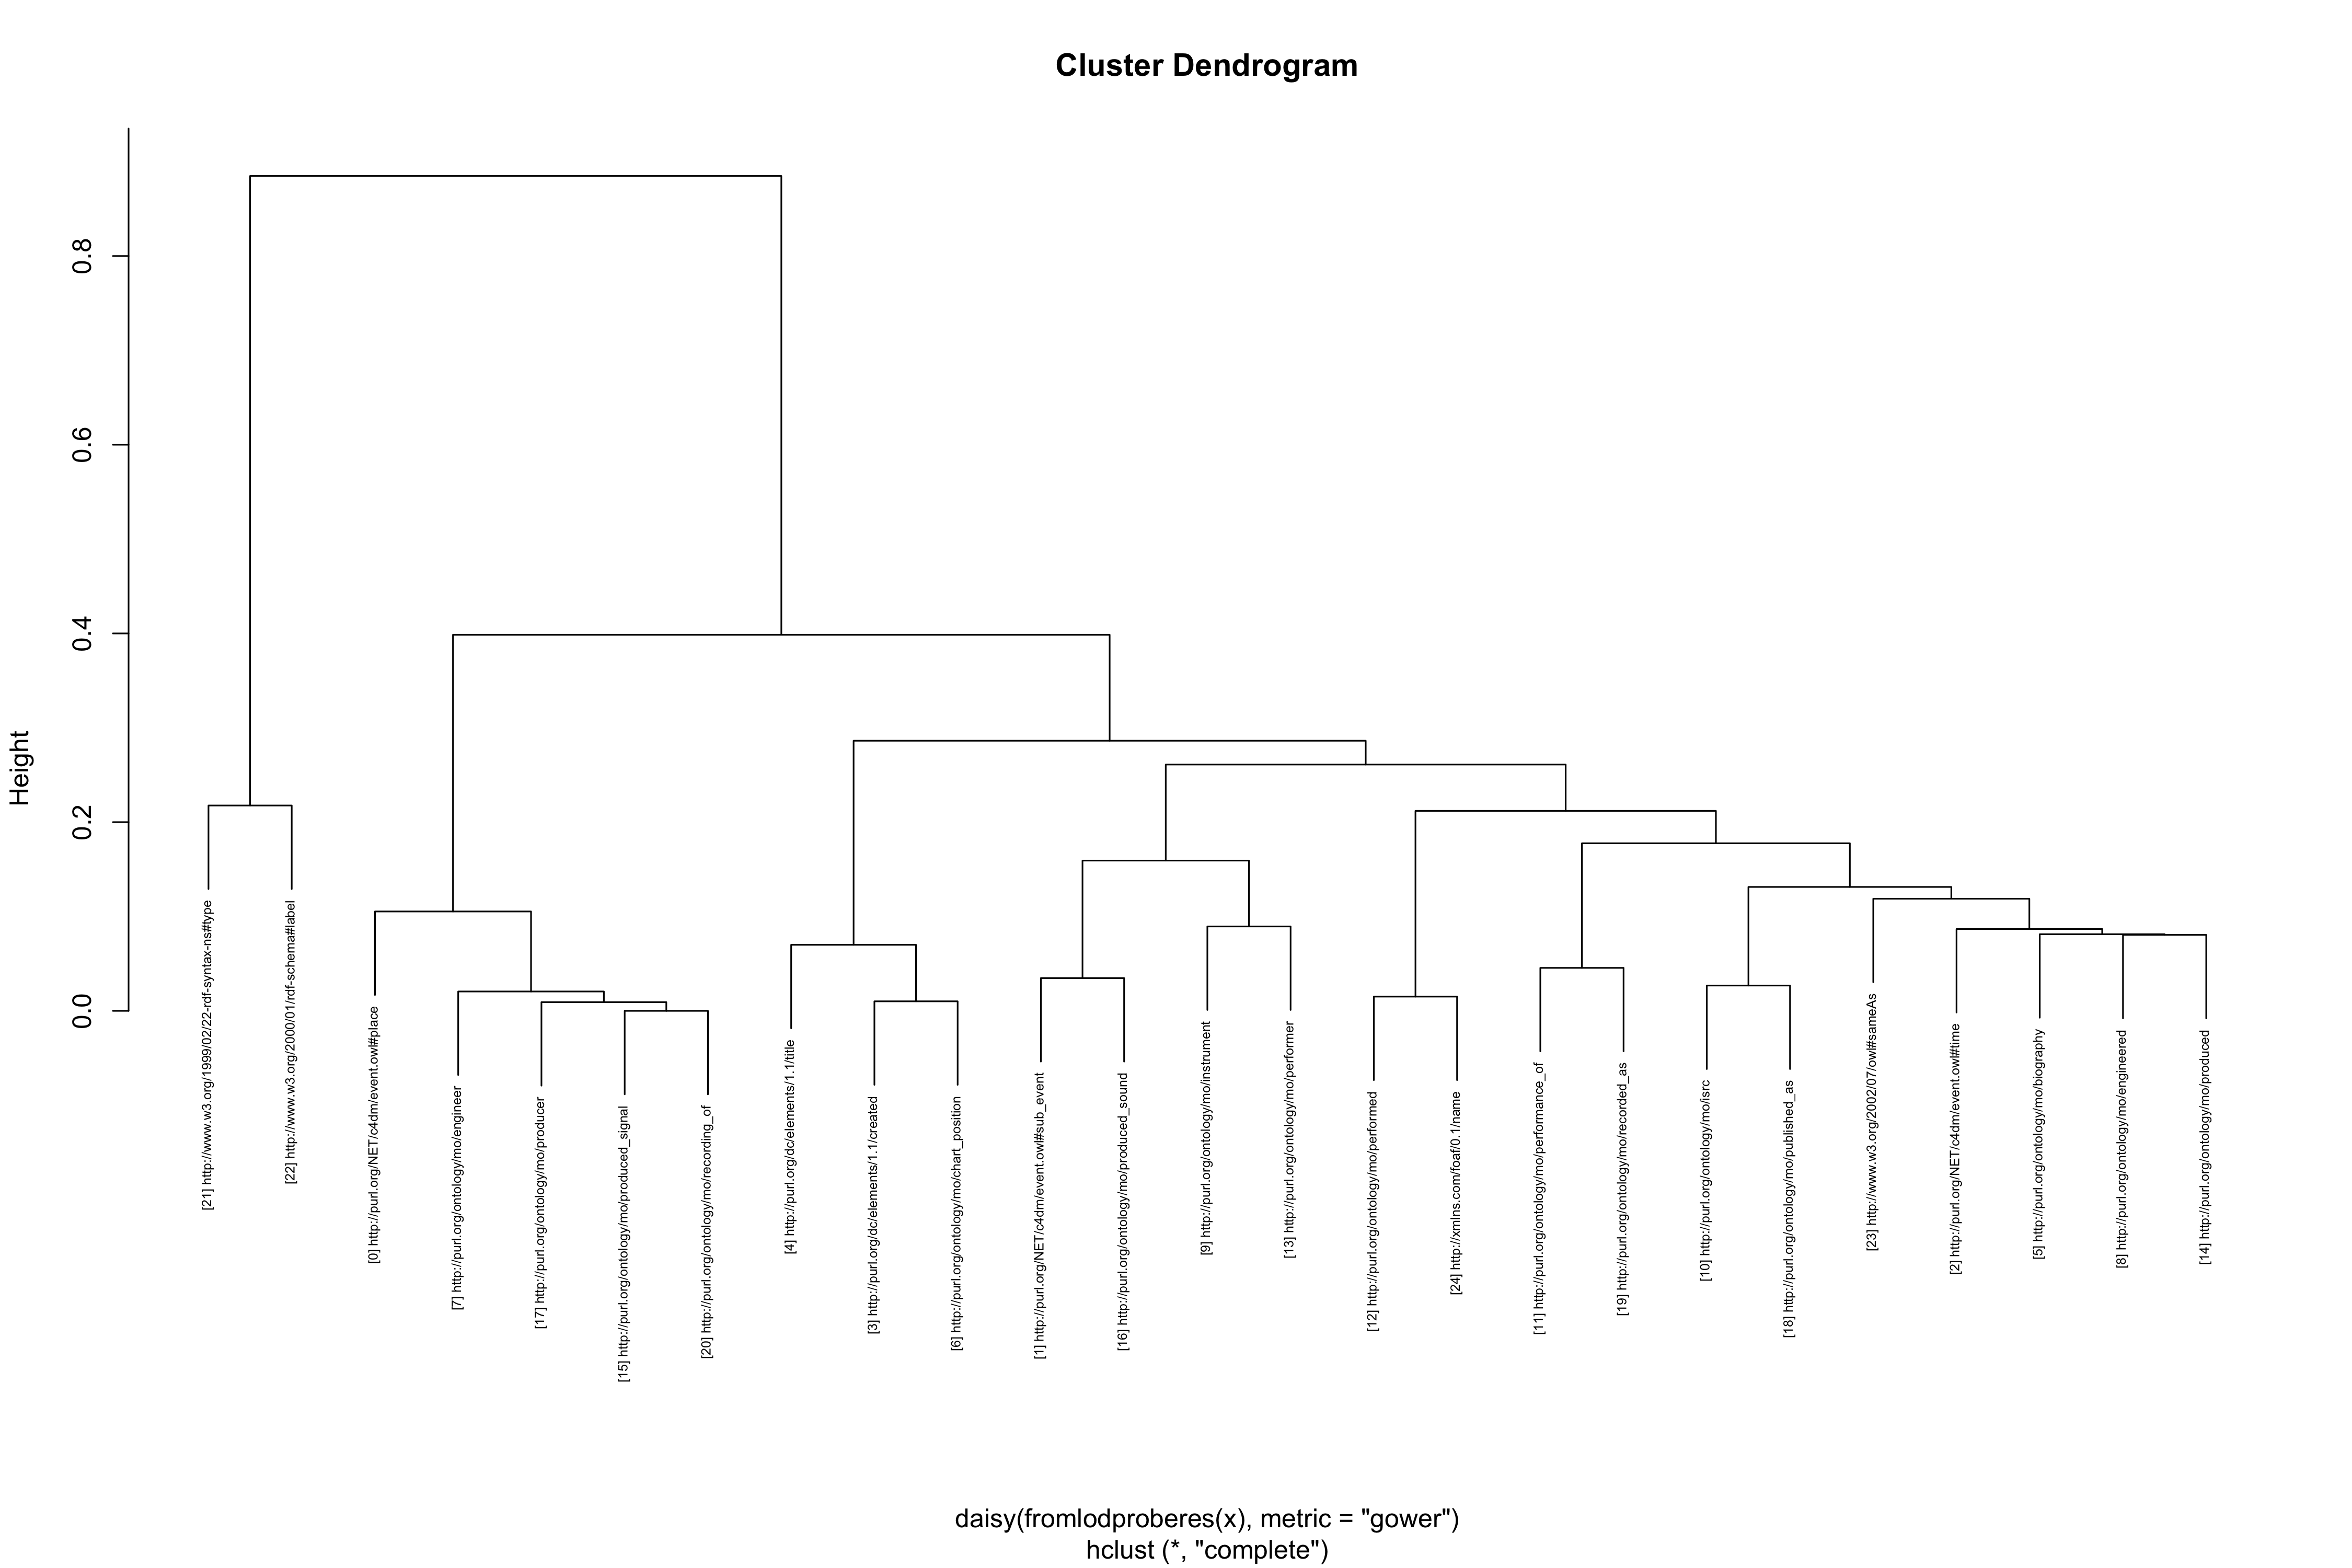 Cluster Dendrogram
Height
0.0
0.2
0.4
0.6
0.8
[21] http://www.w3.org/1999/02/22-rdf-syntax-ns#type
[22] http://www.w3.org/2000/01/rdf-schema#label
[0] http://purl.org/NET/c4dm/event.owl#place
[7] http://purl.org/ontology/mo/engineer
[17] http://purl.org/ontology/mo/producer
[15] http://purl.org/ontology/mo/produced_signal
[20] http://purl.org/ontology/mo/recording_of
[4] http://purl.org/dc/elements/1.1/title
[3] http://purl.org/dc/elements/1.1/created
[6] http://purl.org/ontology/mo/chart_position
[1] http://purl.org/NET/c4dm/event.owl#sub_event
[16] http://purl.org/ontology/mo/produced_sound
[9] http://purl.org/ontology/mo/instrument
[13] http://purl.org/ontology/mo/performer
[12] http://purl.org/ontology/mo/performed
[24] http://xmlns.com/foaf/0.1/name
[11] http://purl.org/ontology/mo/performance_of
[19] http://purl.org/ontology/mo/recorded_as
[10] http://purl.org/ontology/mo/isrc
[18] http://purl.org/ontology/mo/published_as
[23] http://www.w3.org/2002/07/owl#sameAs
[2] http://purl.org/NET/c4dm/event.owl#time
[5] http://purl.org/ontology/mo/biography
[8] http://purl.org/ontology/mo/engineered
[14] http://purl.org/ontology/mo/produced
daisy(fromlodproberes(x), metric = "gower")
hclust (*, "complete")